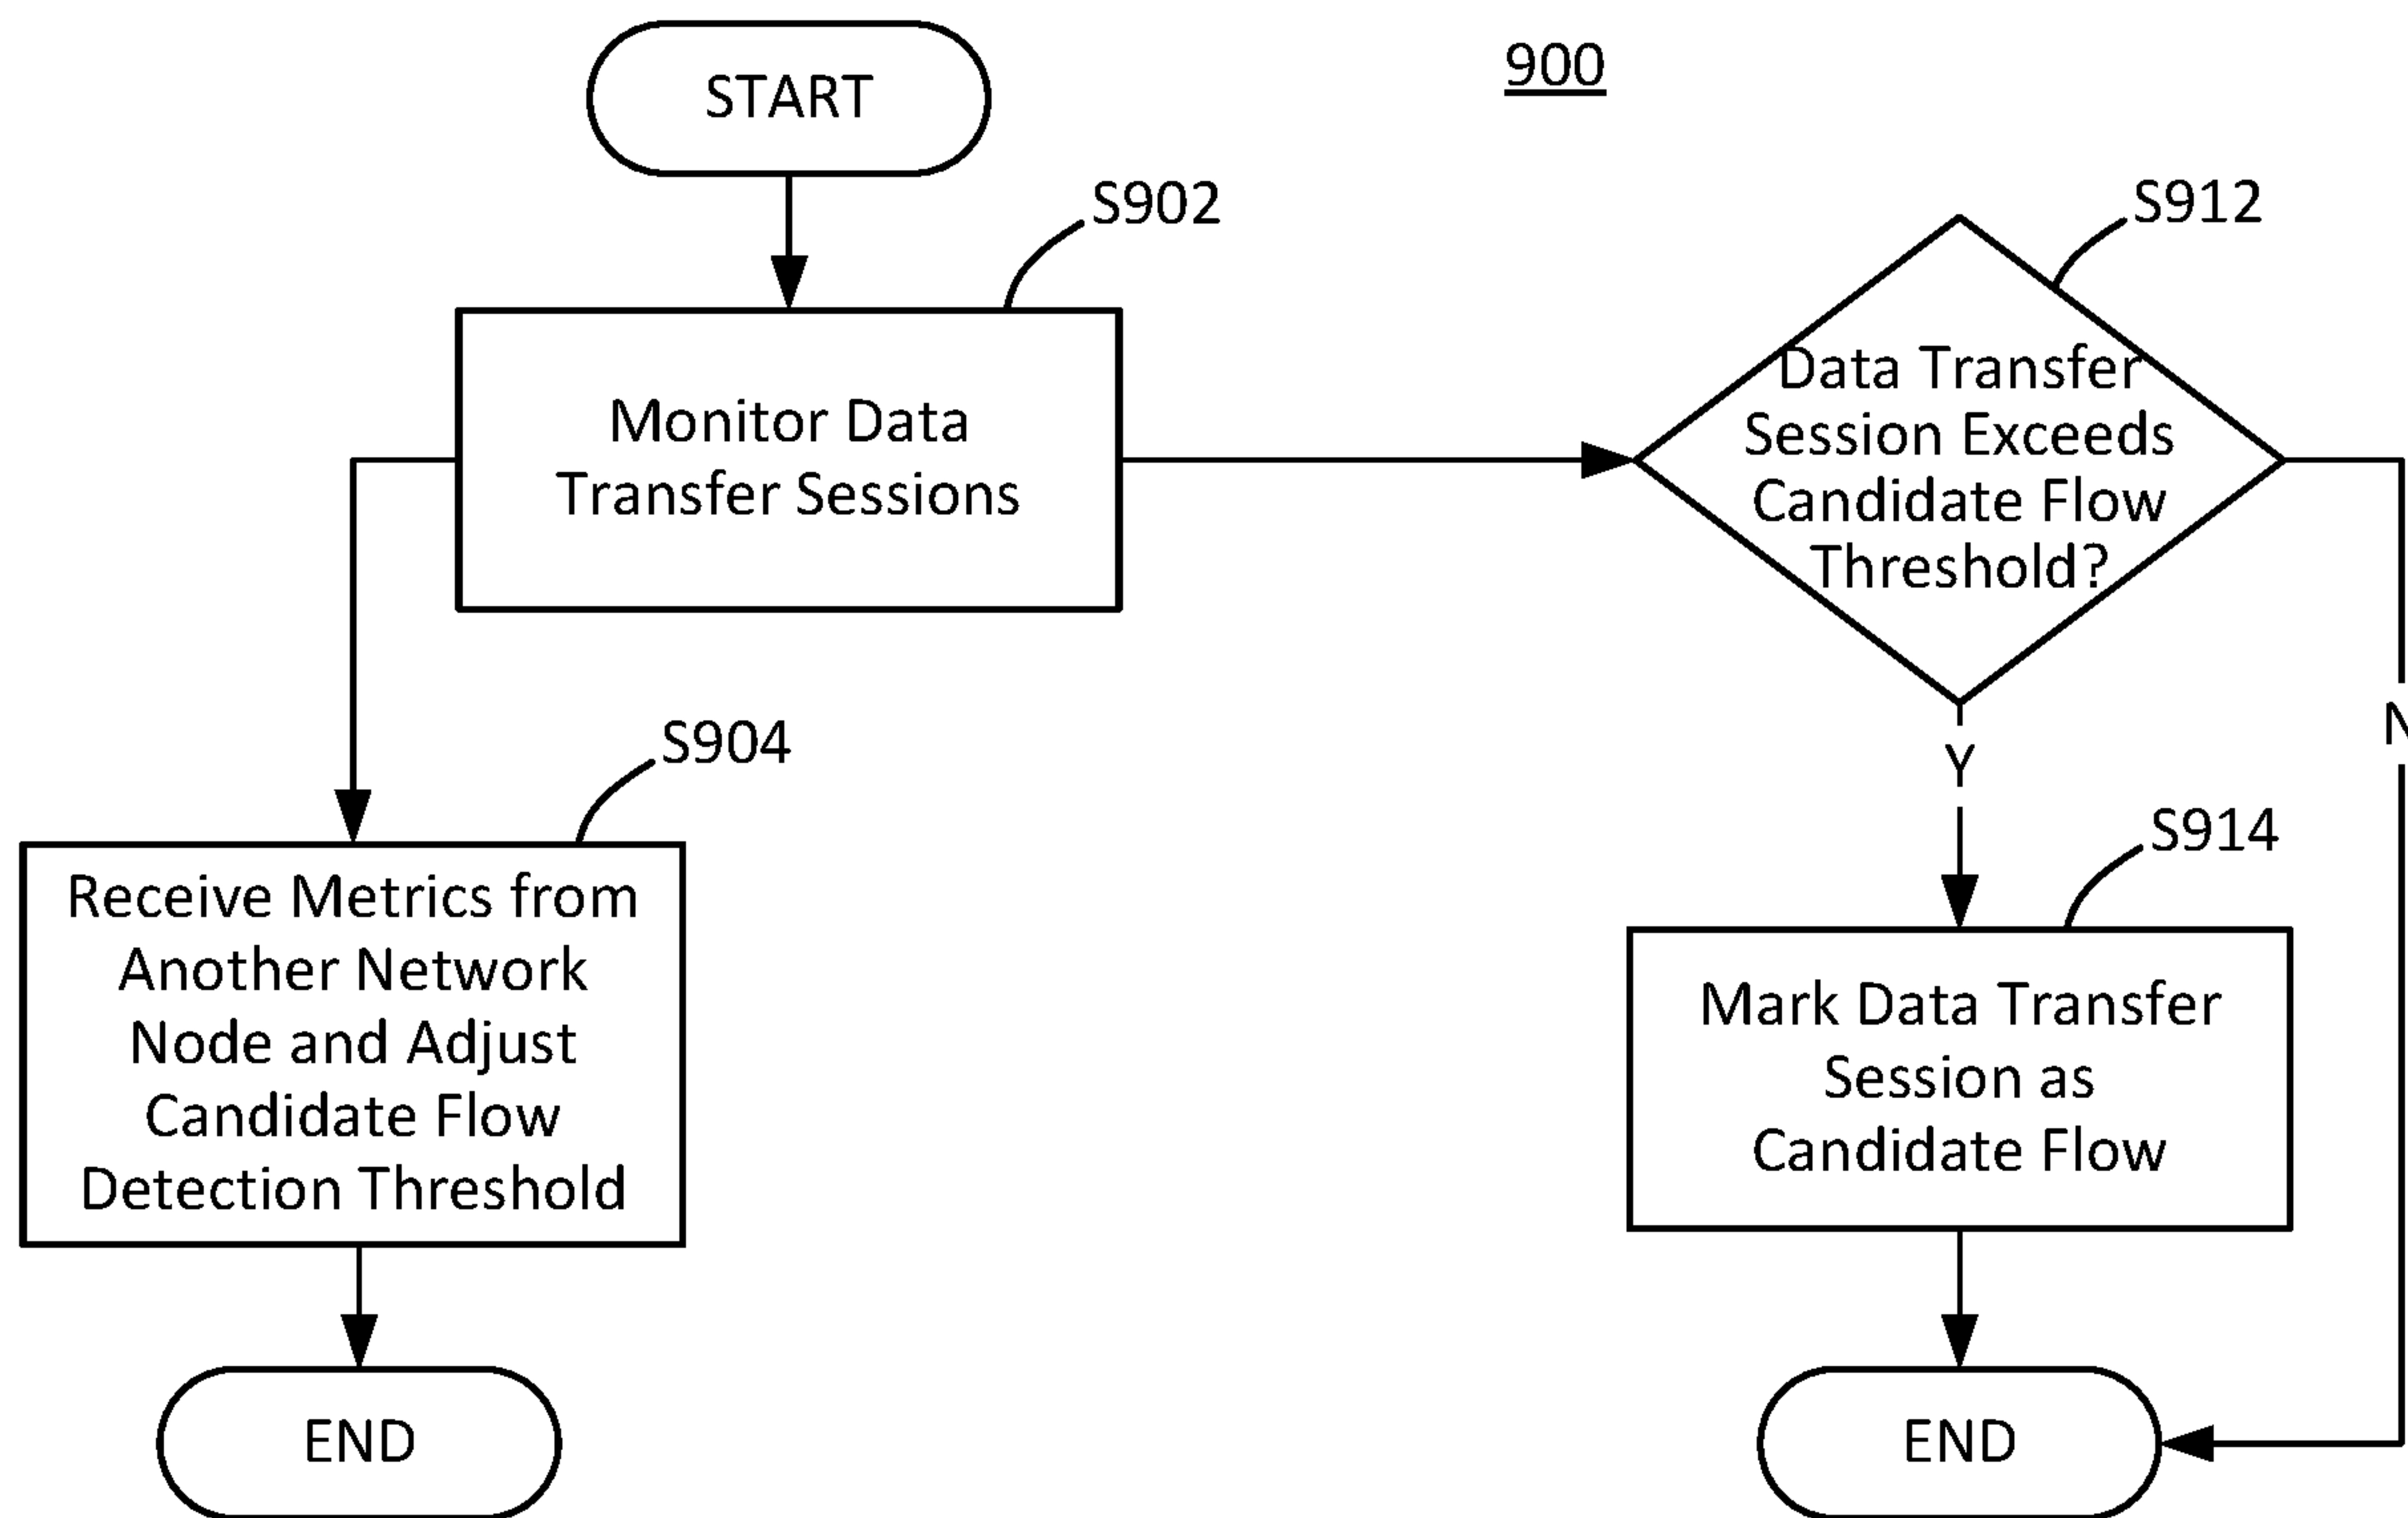 START
900
S902
S912
Monitor Data
Transfer Sessions
Data Transfer
Session Exceeds
Candidate Flow
Threshold?
N
Y
S904
S914
Receive Metrics from
Another Network
Node and Adjust
Candidate Flow
Detection Threshold
Mark Data Transfer
Session as
Candidate Flow
END
END